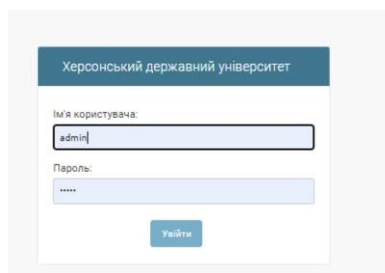 Херсонський державний університет
Ім'я користувача:
admin
Пароль:
•••••
Увійти